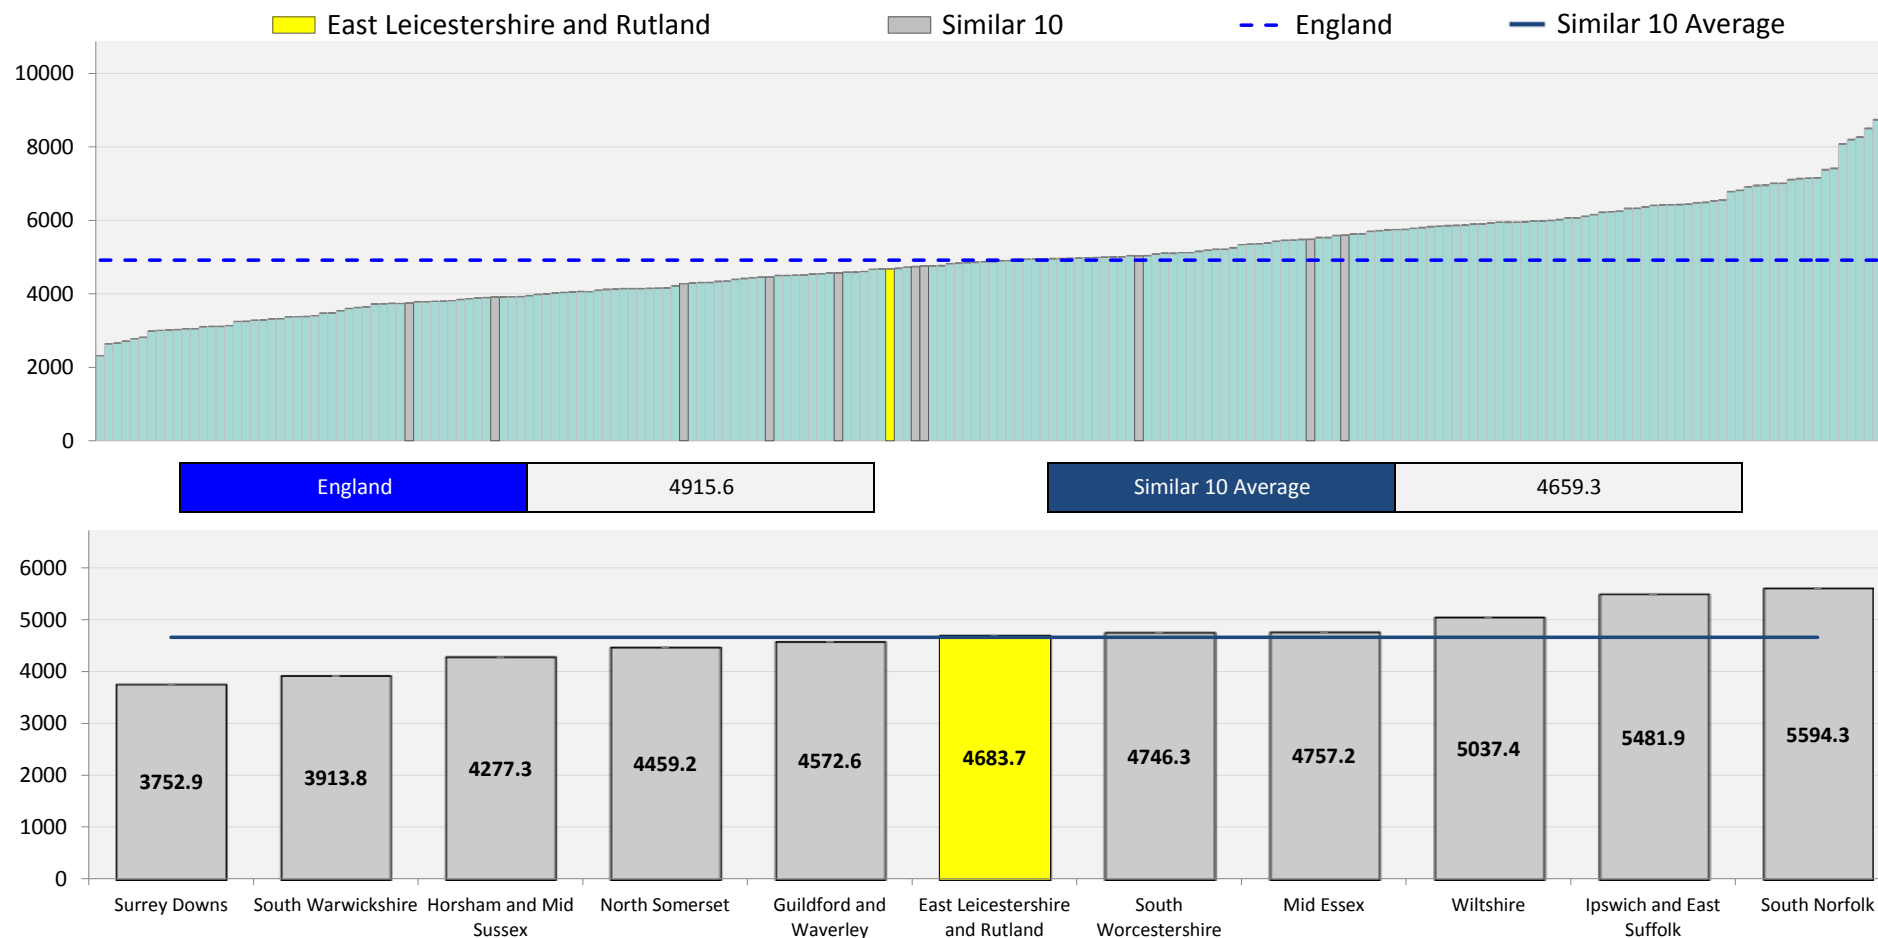 East Leicestershire and Rutland
Similar 10
England
Similar 10 Average
10000
8000
6000
4000
2000
0
England
4915.6
Similar 10 Average
4659.3
6000
5000
4000
3000
2000
1000
0
3752.9
3913.8
4277.3
4459.2
4572.6
4683.7
4746.3
4757.2
5037.4
5481.9
5594.3
Surrey Downs
South Warwickshire
Horsham and Mid
Sussex
North Somerset
Guildford and
Waverley
East Leicestershire
and Rutland
South
Worcestershire
Mid Essex
Wiltshire
Ipswich and East
Suffolk
South Norfolk